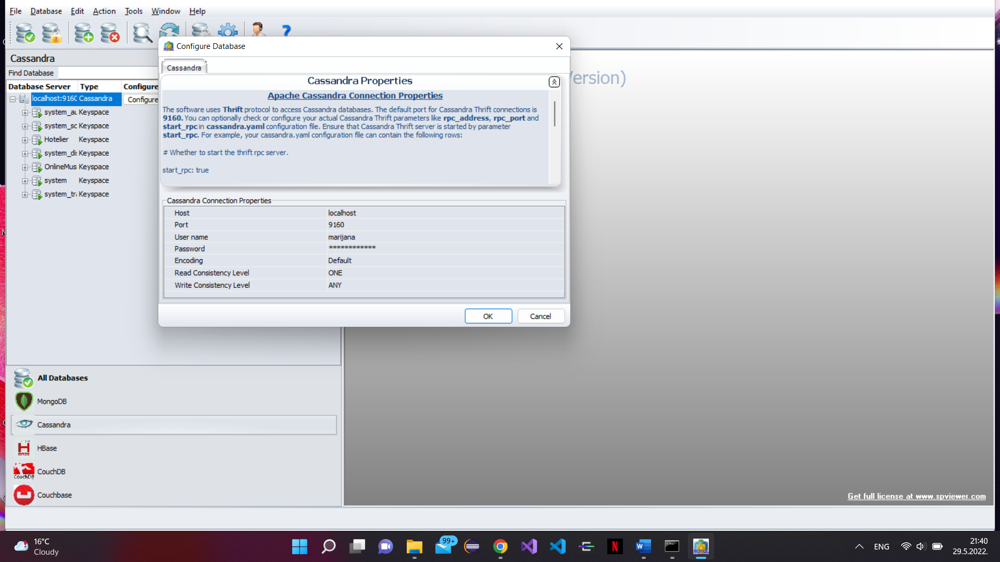 File Database Edit Action Tools Window Help
Configure Database
Cassandra
Find Database
Database Server Type Configure
localhost:9160 Cassandra Configure
system_au Keyspace
system_sc Keyspace
Hotelier Keyspace
system_di: Keyspace
OnlineMus Keyspace
system Keyspace
system_tr Keyspace
Cassandra
Cassandra Properties
Version)
Apache Cassandra Connection Properties
The software uses Thrift protocol to access Cassandra databases. The default port for Cassandra Thrift connections is
9160. You can optionally check or configure your actual Cassandra Thrift parameters like rpc_address, rpc_port and
start_rpc in cassandra.yaml configuration file. Ensure that Cassandra Thrift server is started by parameter
start_rpc. For example, your cassandra.yaml configuration file can contain the following rows:
# Whether to start the thrift rpc server.
start_rpc: true
Cassandra Connection Properties
Host localhost
Port 9160
User name marijana
Password ************
Encoding Default
Read Consistency Level ONE
Write Consistency Level ANY
OK Cancel
All Databases
MongoDB
Cassandra
HBase
CouchDB
Couchbase
Get full license at www.spviewer.com
16°C
Cloudy
99+
ENG
21:40
29.5.2022.